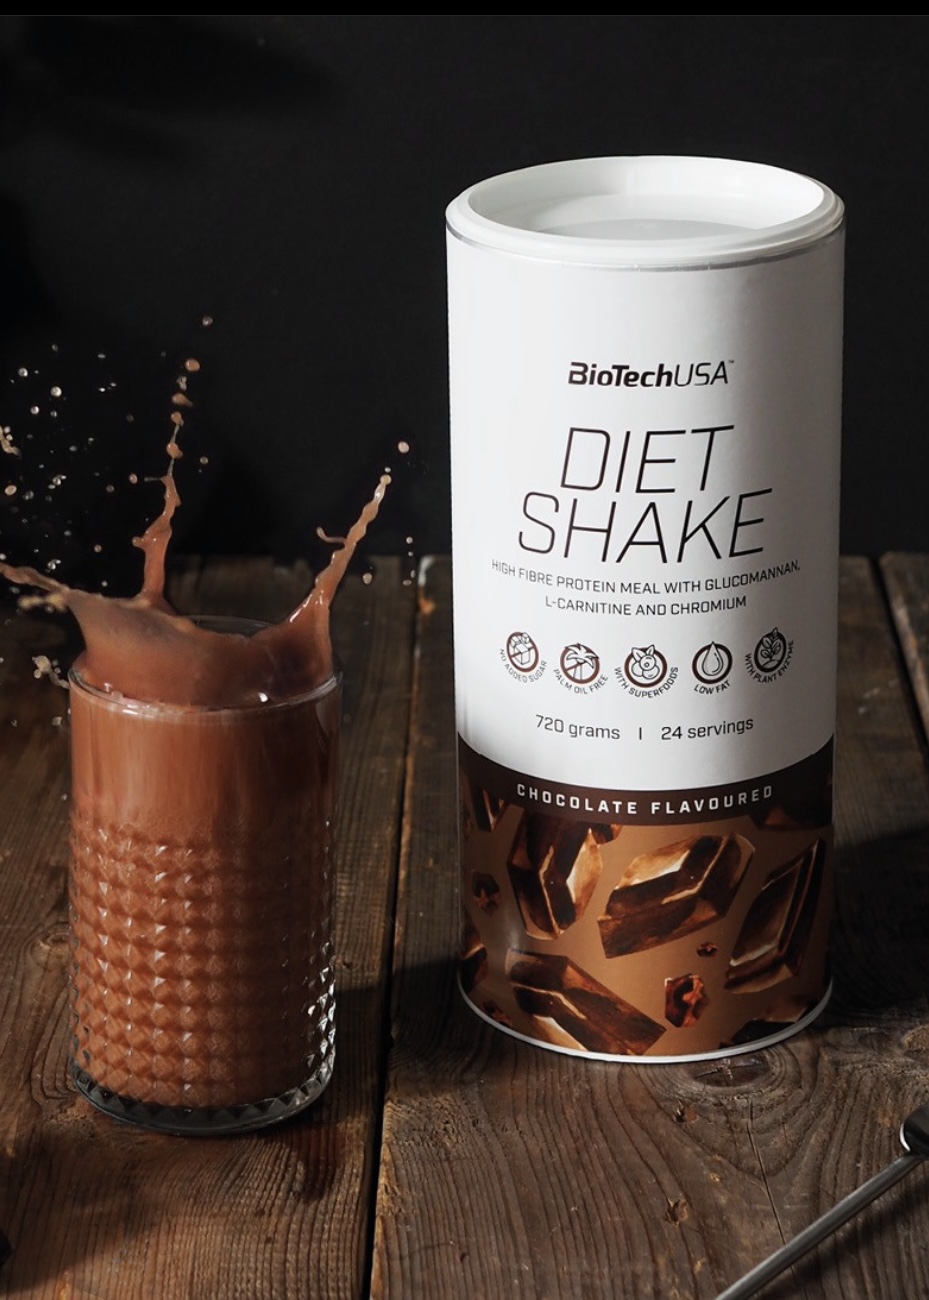 BioTechUSA™
DIET
SHAKE
HIGH FIBRE PROTEIN MEAL WITH GLUCOMANNAN,
L-CARNITINE AND CHROMIUM
NO ADDED SUGAR
PALM OIL FREE
WITH SUPERFOODS
LOW FAT
WITH PLANT ENZYME
720 grams | 24 servings
CHOCOLATE FLAVOURED